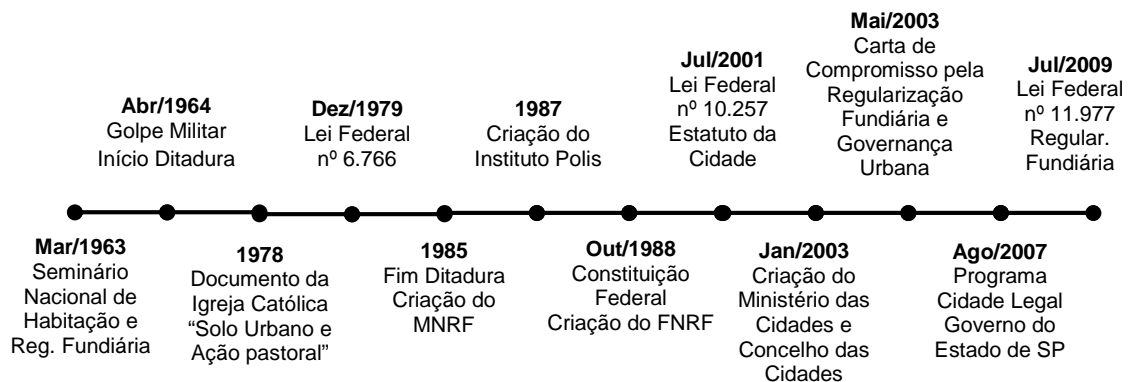 Mar/1963
Seminário
Nacional de
Habitação e
Reg. Fundiária
Abr/1964
Golpe Militar
Início Ditadura
1978
Documento da
Igreja Católica
“Solo Urbano e
Ação pastoral”
Dez/1979
Lei Federal
nº 6.766
1985
Fim Ditadura
Criação do
MNRF
1987
Criação do
Instituto Polis
Out/1988
Constituição
Federal
Criação do FNRF
Jul/2001
Lei Federal
nº 10.257
Estatuto da
Cidade
Jan/2003
Criação do
Ministério das
Cidades e
Concelho das
Cidades
Mai/2003
Carta de
Compromisso pela
Regularização
Fundiária e
Governança
Urbana
Ago/2007
Programa
Cidade Legal
Governo do
Estado de SP
Jul/2009
Lei Federal
nº 11.977
Regular.
Fundiária